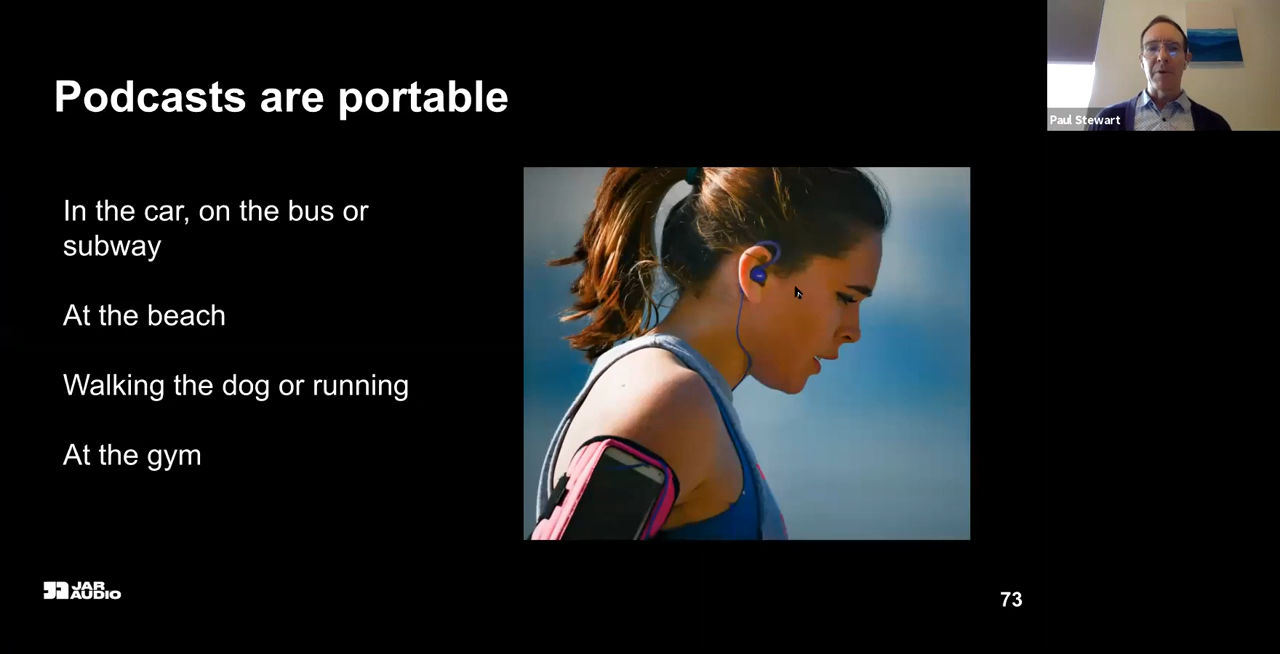 Podcasts are portable
Paul Stewart
In the car, on the bus or
subway
At the beach
Walking the dog or running
At the gym
JAR
AUDIO
73